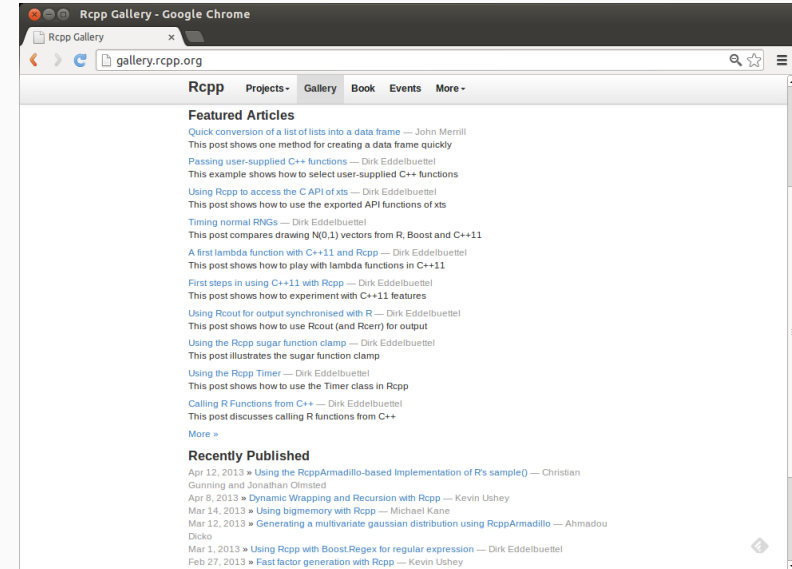 Rcpp Gallery - Google Chrome
Rcpp Gallery ×
gallery.rcpp.org
Rcpp Projects Gallery Book Events More
Featured Articles
Quick conversion of a list of lists into a data frame — John Merrill
This post shows one method for creating a data frame quickly
Passing user-supplied C++ functions — Dirk Eddelbuettel
This example shows how to select user-supplied C++ functions
Using Rcpp to access the C API of xts — Dirk Eddelbuettel
This post shows how to use the exported API functions of xts
Timing normal RNGs — Dirk Eddelbuettel
This post compares drawing N(0,1) vectors from R, Boost and C++11
A first lambda function with C++11 and Rcpp — Dirk Eddelbuettel
This post shows how to play with lambda functions in C++11
First steps in using C++11 with Rcpp — Dirk Eddelbuettel
This post shows how to experiment with C++11 features
Using Rcout for output synchronised with R — Dirk Eddelbuettel
This post shows how to use Rcout (and Rcerr) for output
Using the Rcpp sugar function clamp — Dirk Eddelbuettel
This post illustrates the sugar function clamp
Using the Rcpp Timer — Dirk Eddelbuettel
This post shows how to use the Timer class in Rcpp
Calling R Functions from C++ — Dirk Eddelbuettel
This post discusses calling R functions from C++
More »
Recently Published
Apr 12, 2013 » Using the RcppArmadillo-based Implementation of R's sample() — Christian
Gunning and Jonathan Olmsted
Apr 8, 2013 » Dynamic Wrapping and Recursion with Rcpp — Kevin Ushey
Mar 14, 2013 » Using bigmemory with Rcpp — Michael Kane
Mar 12, 2013 » Generating a multivariate gaussian distribution using RcppArmadillo — Ahmadou
Dicko
Mar 1, 2013 » Using Rcpp with Boost.Regex for regular expression — Dirk Eddelbuettel
Feb 27, 2013 » Fast factor generation with Rcpp — Kevin Ushey